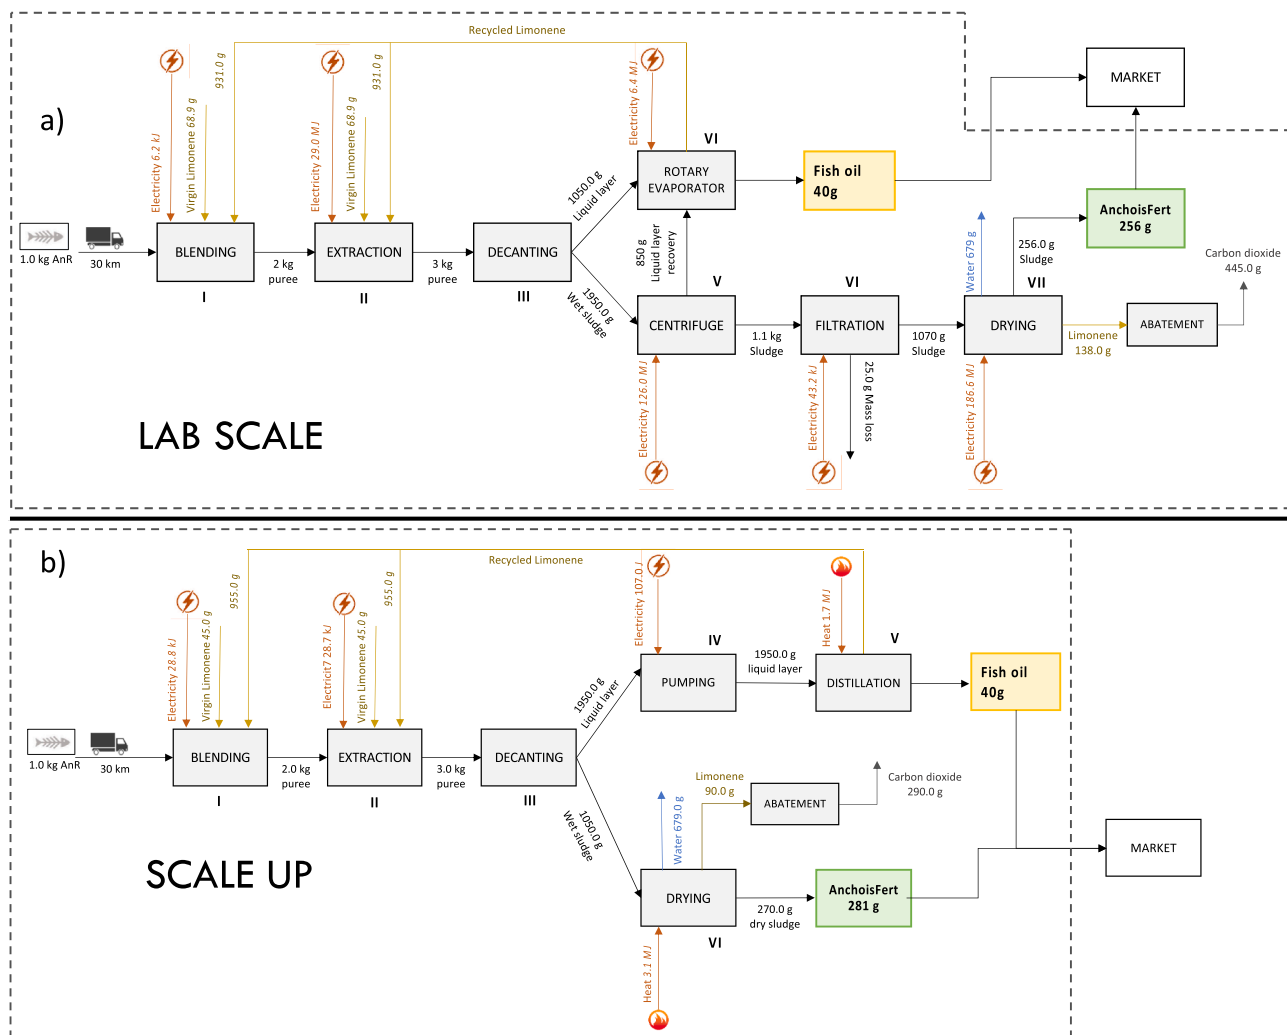 a)
Recycled Limonene
Electricity 6.2 kJ
Virgin Limonene 68.9 g
931.0 g
Electricity 29.0 MJ
Virgin Limonene 68.9 g
931.0 g
Electricity 6.4 MJ
MARKET
1.0 kg AnR
30 km
BLENDING
I
2 kg
puree
EXTRACTION
II
3 kg
puree
DECANTING
III
1050.0 g
Liquid layer
1950.0 g
Wet sludge
VI
ROTARY
EVAPORATOR
Fish oil
40g
850 g
Liquid layer
recovery
V
CENTRIFUGE
Electricity 126.0 MJ
1.1 kg
Sludge
VI
FILTRATION
Electricity 43.2 kJ
25.0 g Mass loss
1070 g
Sludge
Water 679 g
VII
DRYING
Electricity 186.6 MJ
256.0 g
Sludge
AnchoisFert
256 g
Limonene
138.0 g
ABATEMENT
Carbon dioxide
445.0 g
LAB SCALE
b)
Recycled Limonene
Electricity 28.8 kJ
Virgin Limonene 45.0 g
955.0 g
Electricit7 28.7 kJ
Virgin Limonene 45.0 g
955.0 g
Electricity 107.0 J
Heat 1.7 MJ
1.0 kg AnR
30 km
BLENDING
I
2.0 kg
puree
EXTRACTION
II
3.0 kg
puree
DECANTING
III
1950.0 g
Liquid layer
1050.0 g
Wet sludge
IV
PUMPING
1950.0 g
liquid layer
V
DISTILLATION
Fish oil
40g
Water 679.0 g
Limonene
90.0 g
ABATEMENT
Carbon dioxide
290.0 g
DRYING
VI
Heat 3.1 MJ
270.0 g
dry sludge
AnchoisFert
281 g
MARKET
SCALE UP